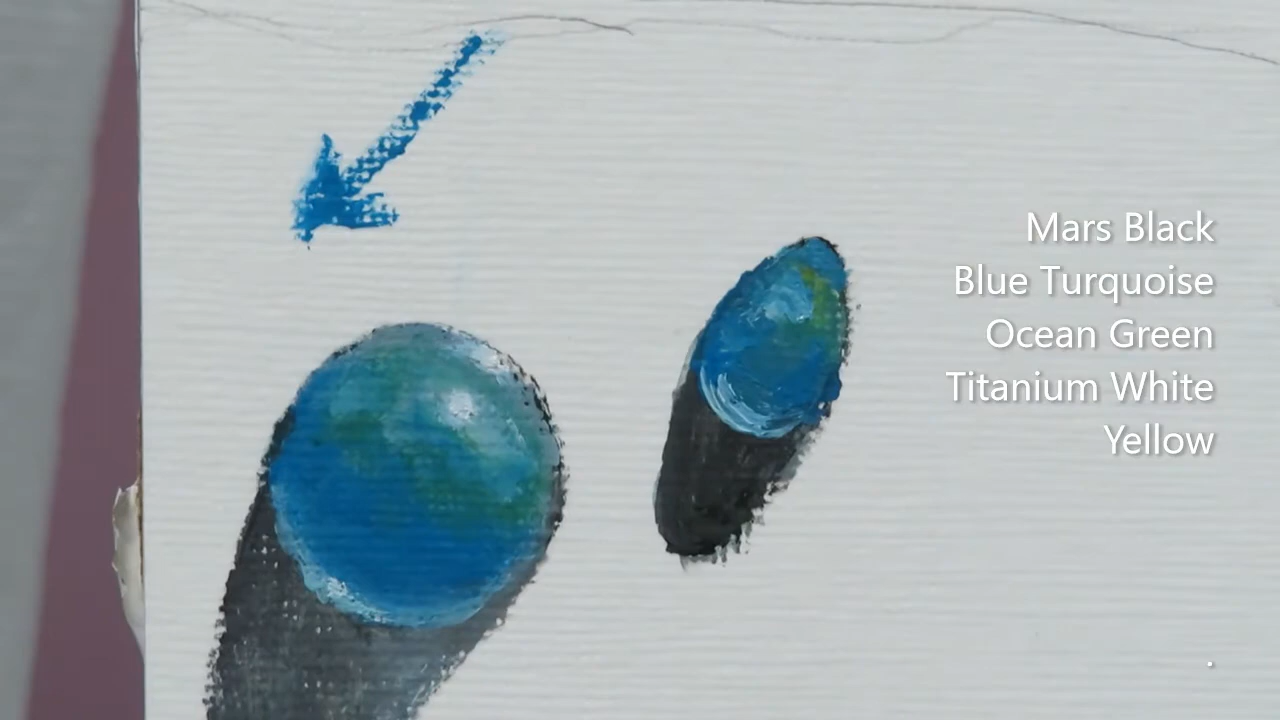 Mars Black
Blue Turquoise
Ocean Green
Titanium White
Yellow
.